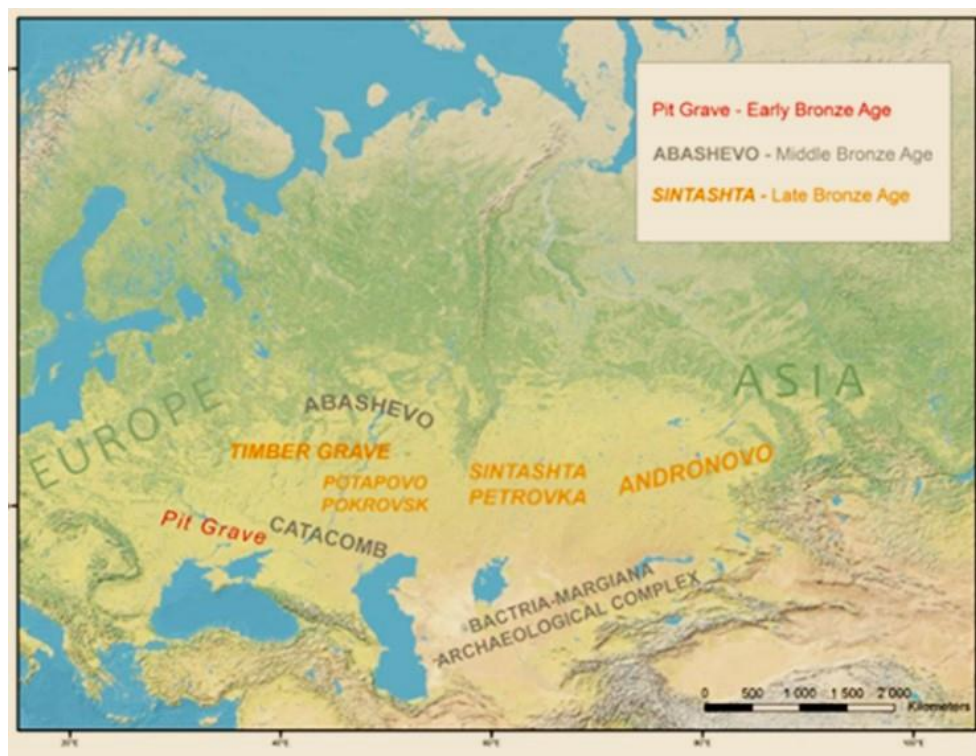 Pit Grave - Early Bronze Age
ABASHEVO - Middle Bronze Age
SINTASHTA - Late Bronze Age
EUROPE
ASIA
ABASHEVO
TIMBER GRAVE
POTAPOVO
POKROVSK
SINTASHTA
PETROVKA
ANDRONOVO
Pit Grave
CATACOMB
BACTRIA-MARGIANA
ARCHAEOLOGICAL COMPLEX
0 500 1 000 1 500 2 000
Kilometers